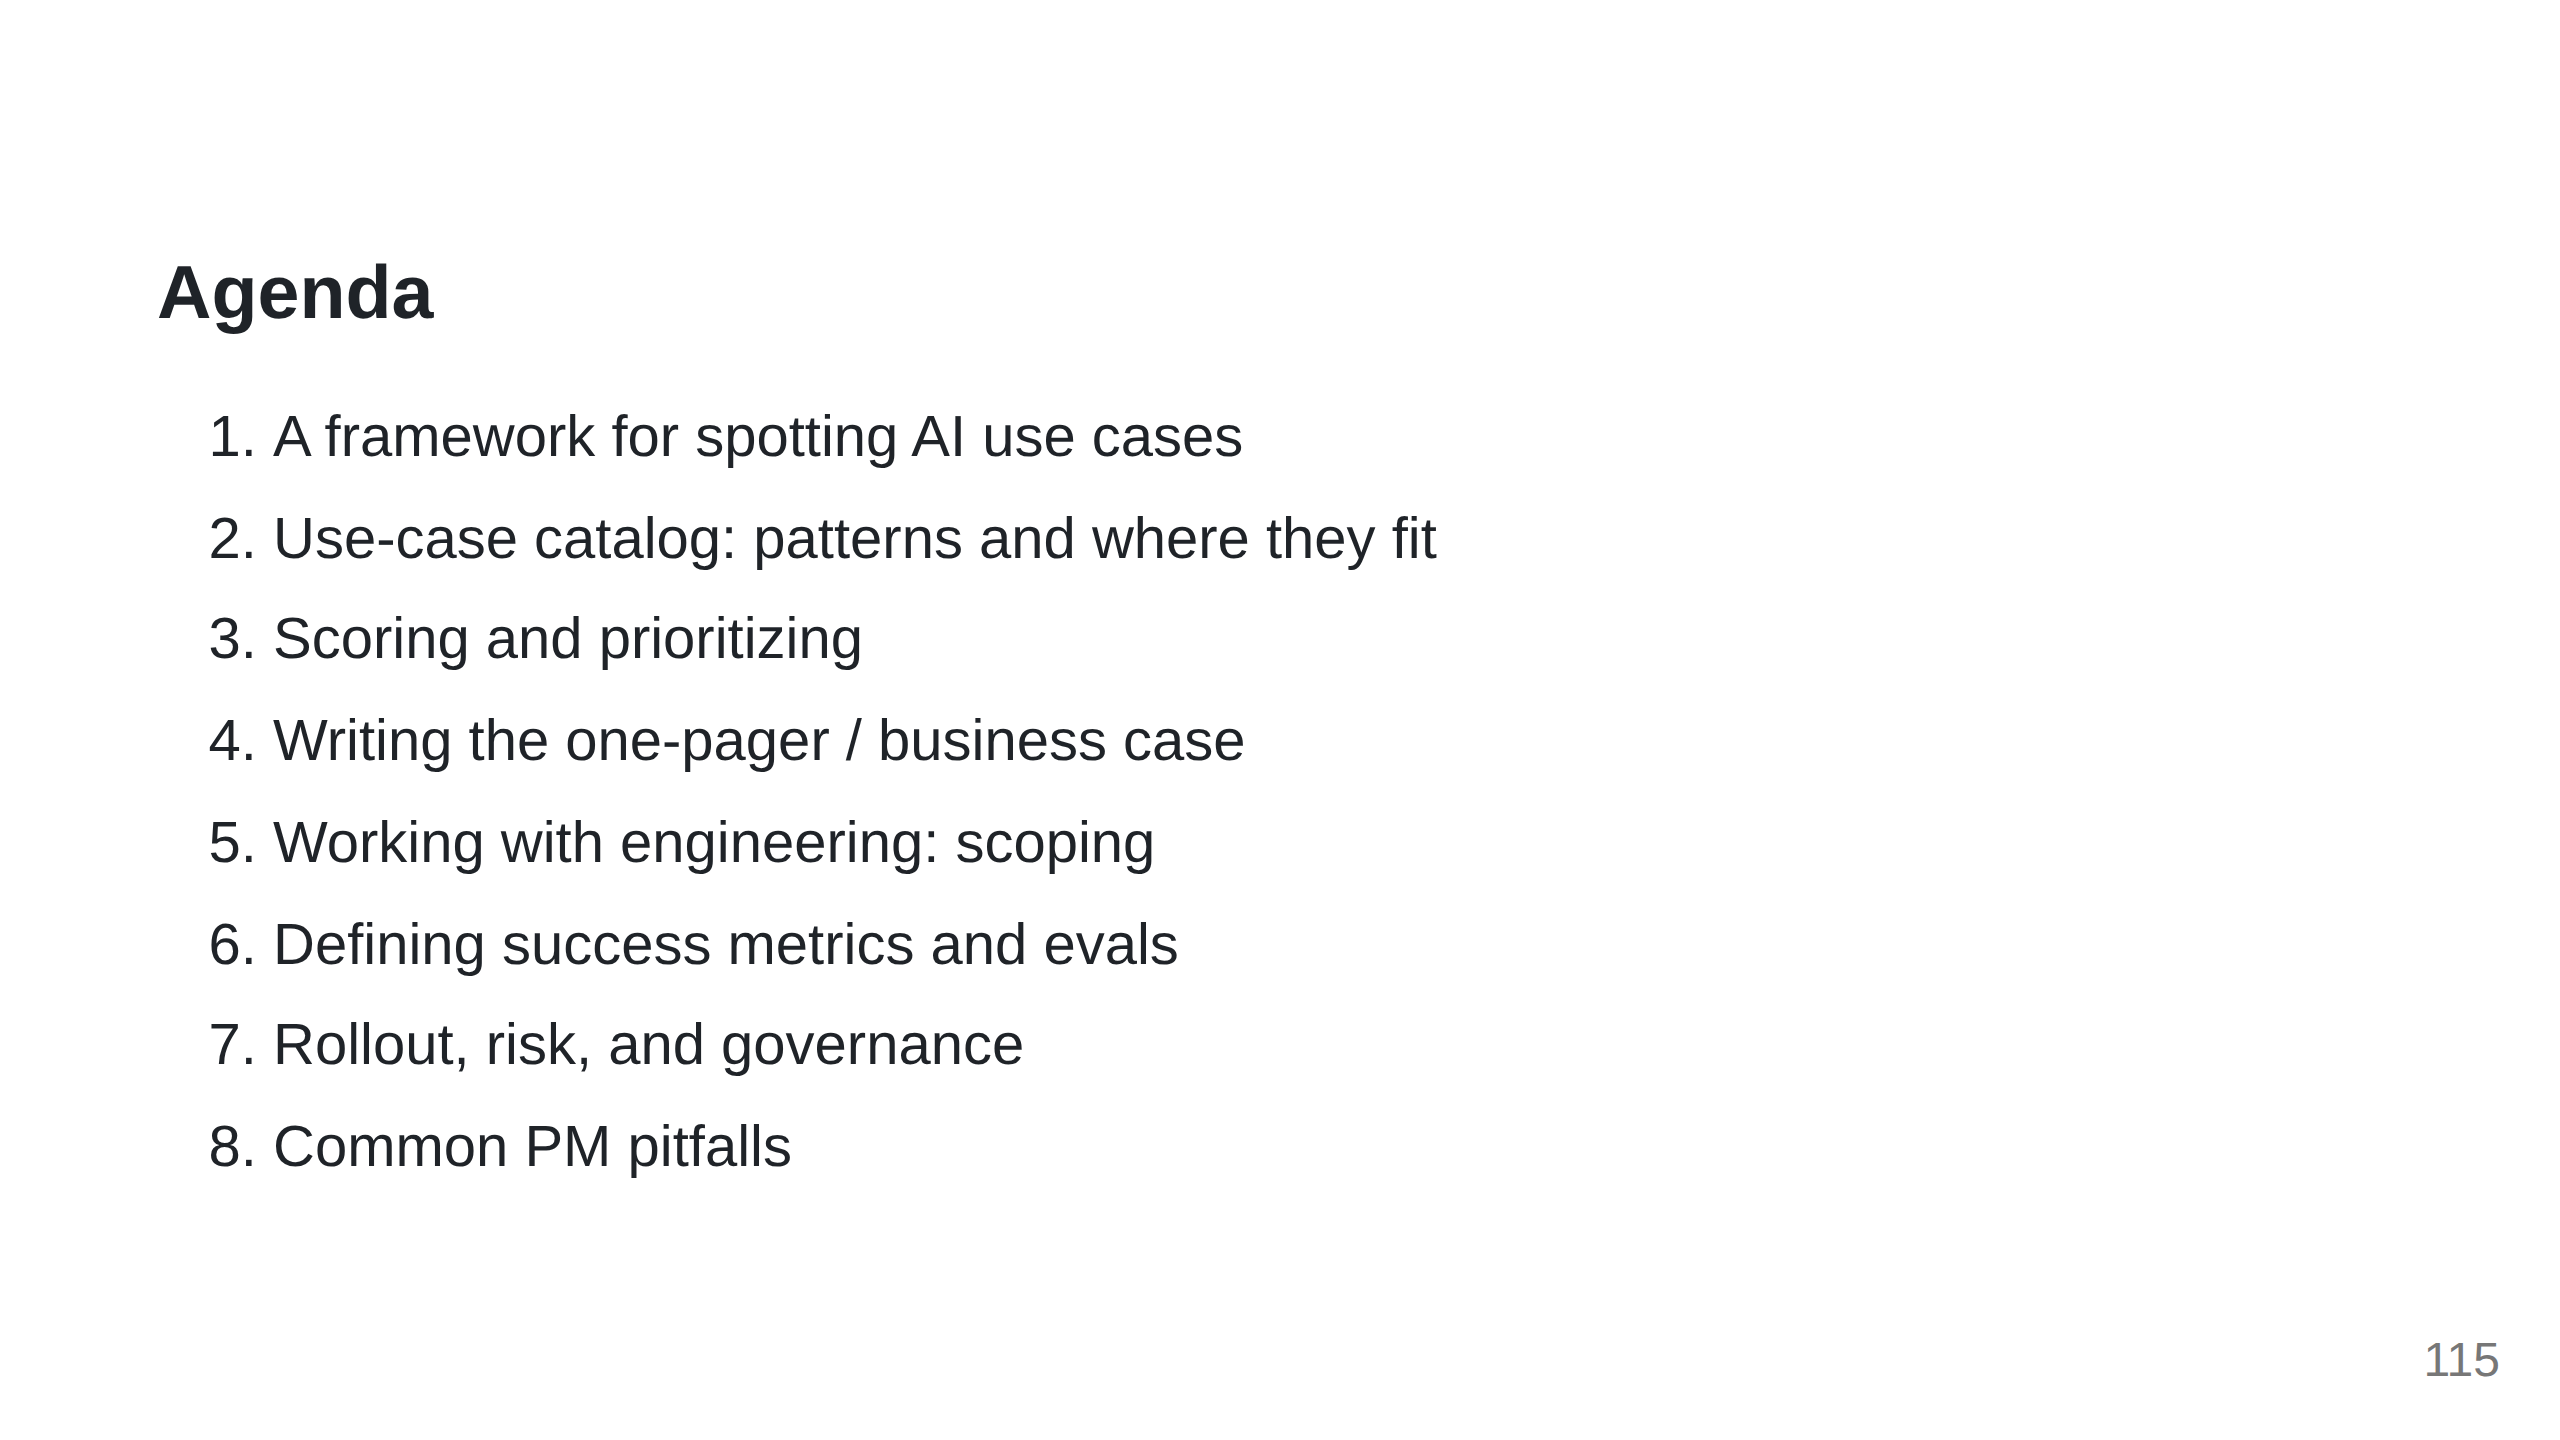 Agenda
1. A framework for spotting AI use cases
2. Use-case catalog: patterns and where they fit
3. Scoring and prioritizing
4. Writing the one-pager / business case
5. Working with engineering: scoping
6. Defining success metrics and evals
7. Rollout, risk, and governance
8. Common PM pitfalls
115